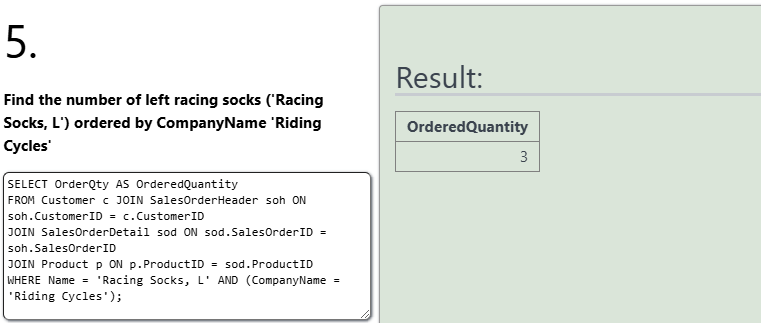 5.
Find the number of left racing socks ('Racing
Socks, L') ordered by CompanyName 'Riding
Cycles'
SELECT OrderQty AS OrderedQuantity
FROM Customer c JOIN SalesOrderHeader soh ON
soh.CustomerID = c.CustomerID
JOIN SalesOrderDetail sod ON sod.SalesOrderID =
soh.SalesOrderID
JOIN Product p ON p.ProductID = sod.ProductID
WHERE Name = 'Racing Socks, L' AND (CompanyName =
'Riding Cycles');
Result:
OrderedQuantity
3